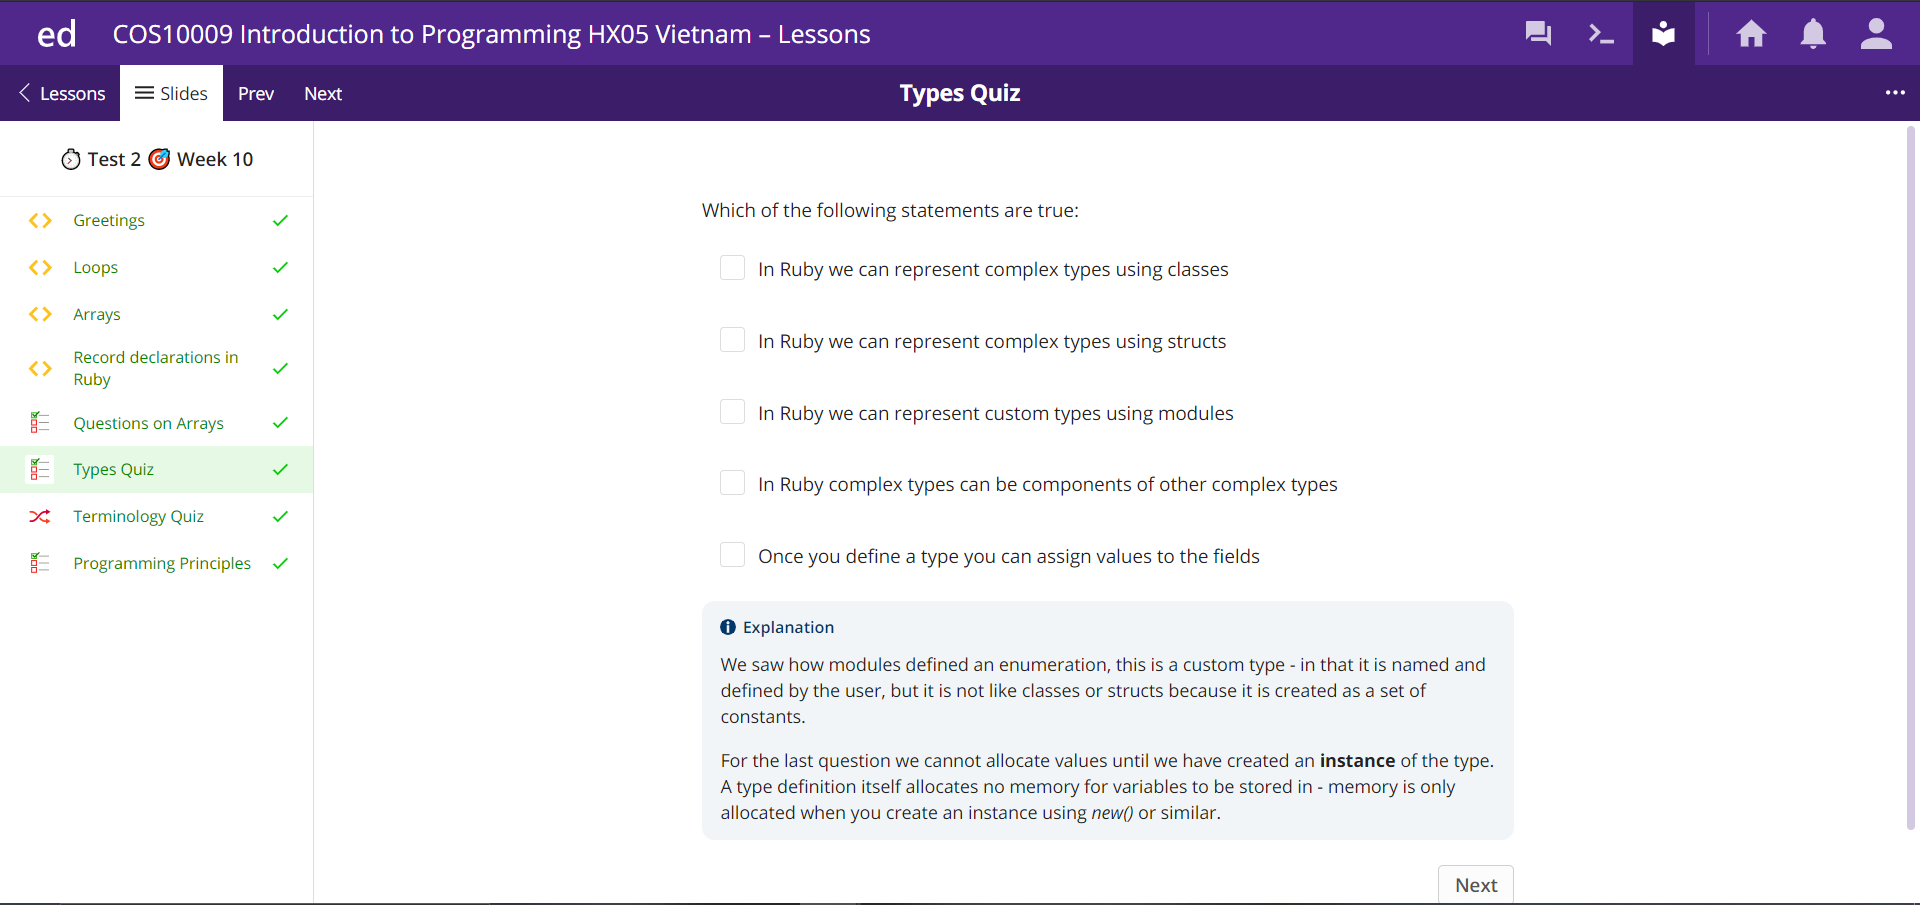 ed
COS10009 Introduction to Programming HX05 Vietnam – Lessons
Lessons
Slides
Prev
Next
Types Quiz
Test 2 🎯 Week 10
Greetings
Loops
Arrays
Record declarations in
Ruby
Questions on Arrays
Types Quiz
Terminology Quiz
Programming Principles
Which of the following statements are true:
In Ruby we can represent complex types using classes
In Ruby we can represent complex types using structs
In Ruby we can represent custom types using modules
In Ruby complex types can be components of other complex types
Once you define a type you can assign values to the fields
Explanation
We saw how modules defined an enumeration, this is a custom type - in that it is named and
defined by the user, but it is not like classes or structs because it is created as a set of
constants.
For the last question we cannot allocate values until we have created an instance of the type.
A type definition itself allocates no memory for variables to be stored in - memory is only
allocated when you create an instance using new() or similar.
Next